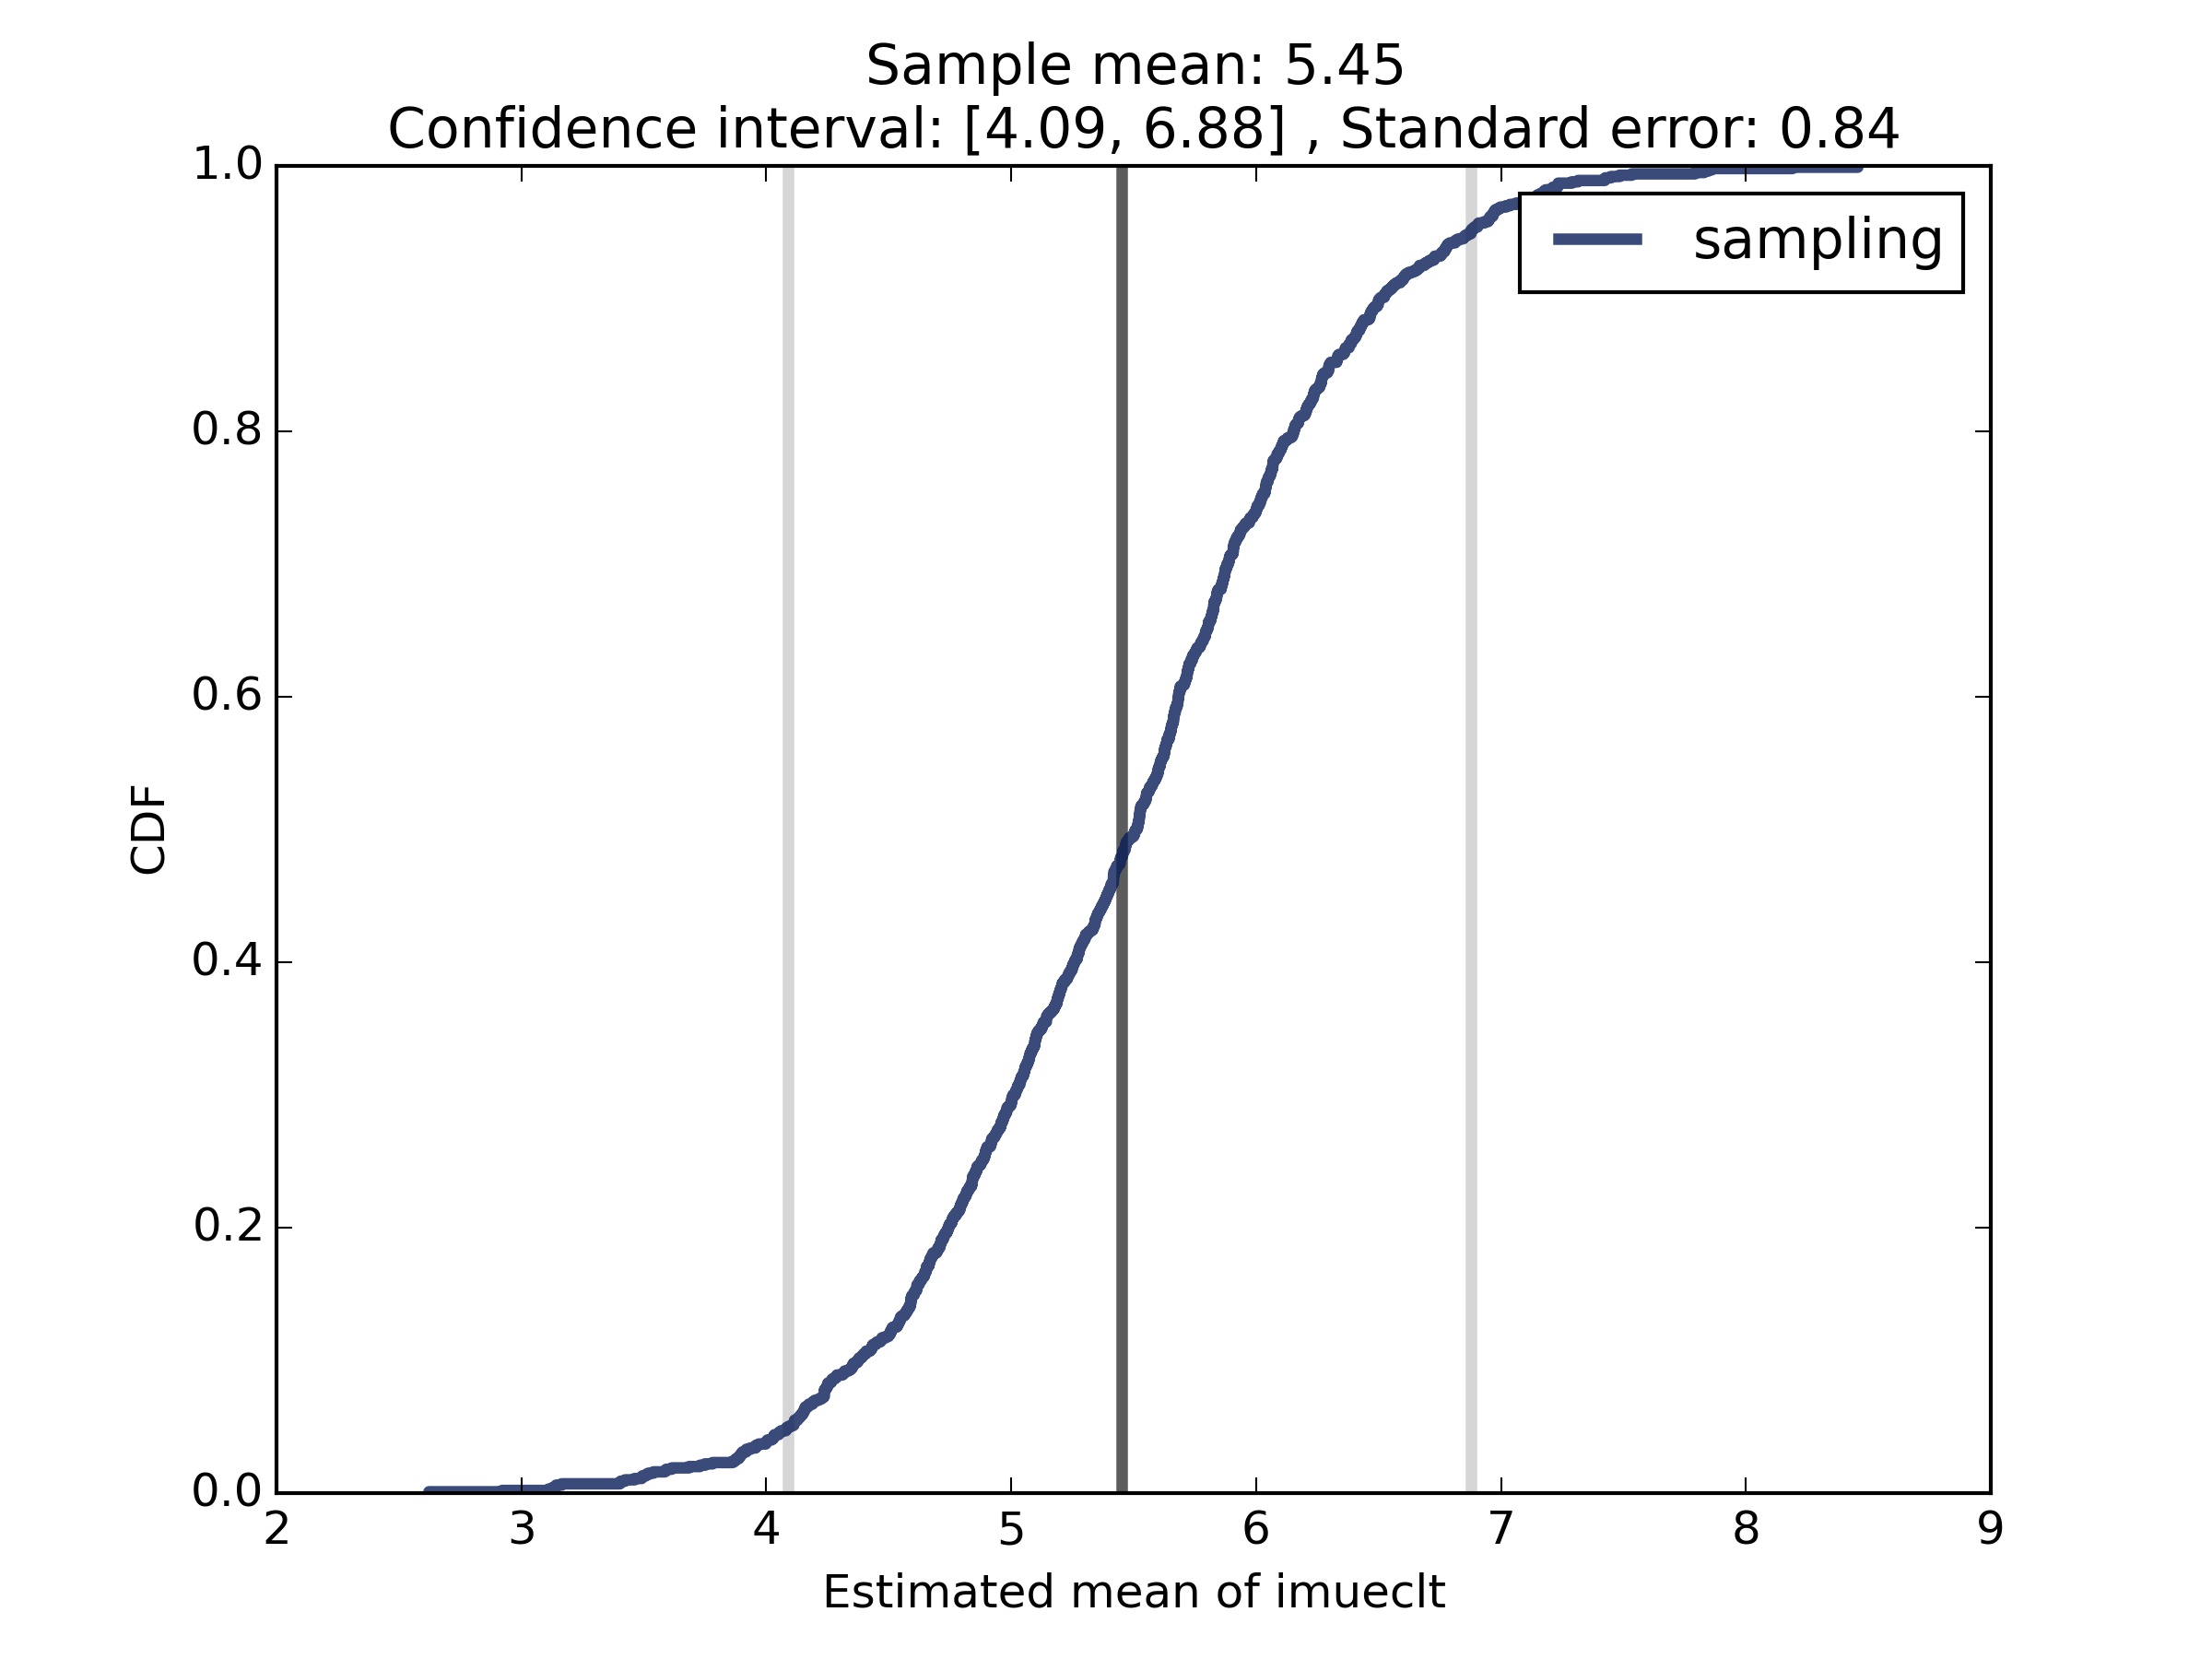 Sample mean: 5.45
Confidence interval: [4.09, 6.88] , Standard error: 0.84
1.0
sampling
0.8
0.6
CDF
0.4
0.2
0.0
2 3 4 5 6 7 8 9
Estimated mean of imueclt